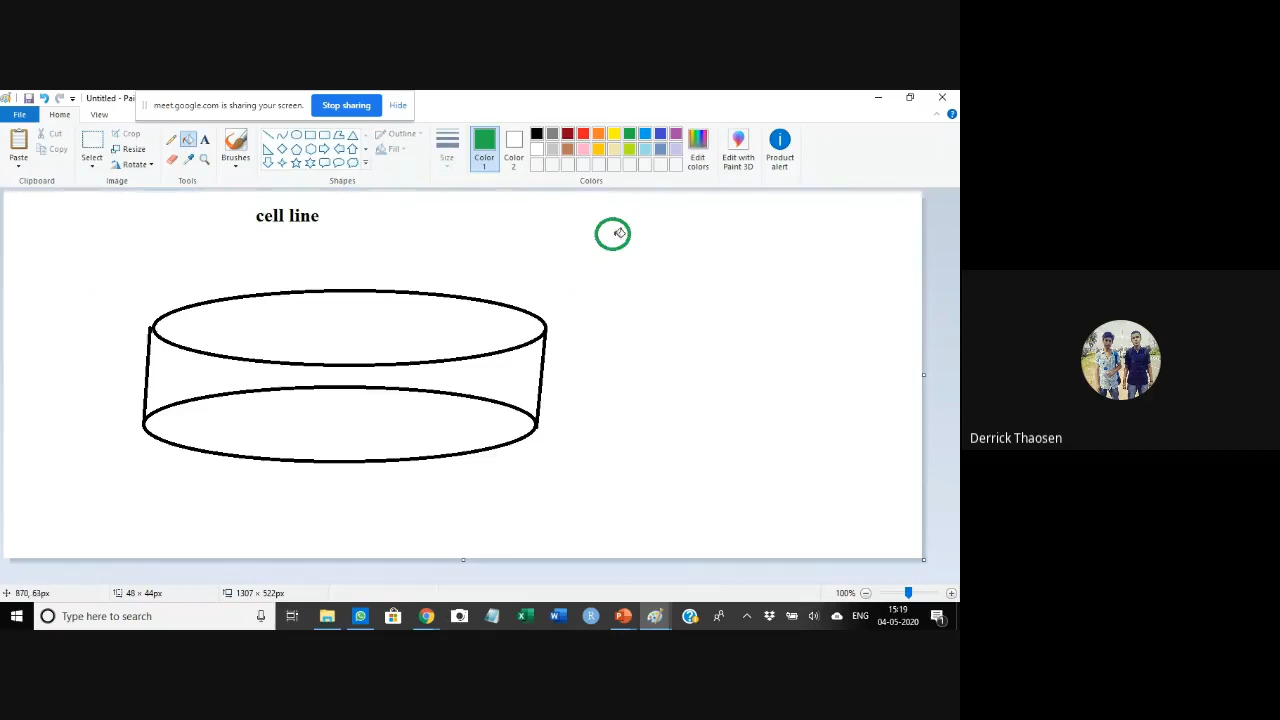 Untitled - Pai
meet.google.com is sharing your screen.
Stop sharing
Hide
File
Home
View
Paste
Cut
Copy
Clipboard
Select
Crop
Resize
Rotate
Image
Tools
Brushes
Shapes
Outline
Fill
Size
Color 1
Color 2
Colors
Edit colors
Edit with Paint 3D
Product alert
cell line
Derrick Thaosen
870, 63px
48 × 44px
1307 × 522px
100%
Type here to search
ENG
15:19
04-05-2020